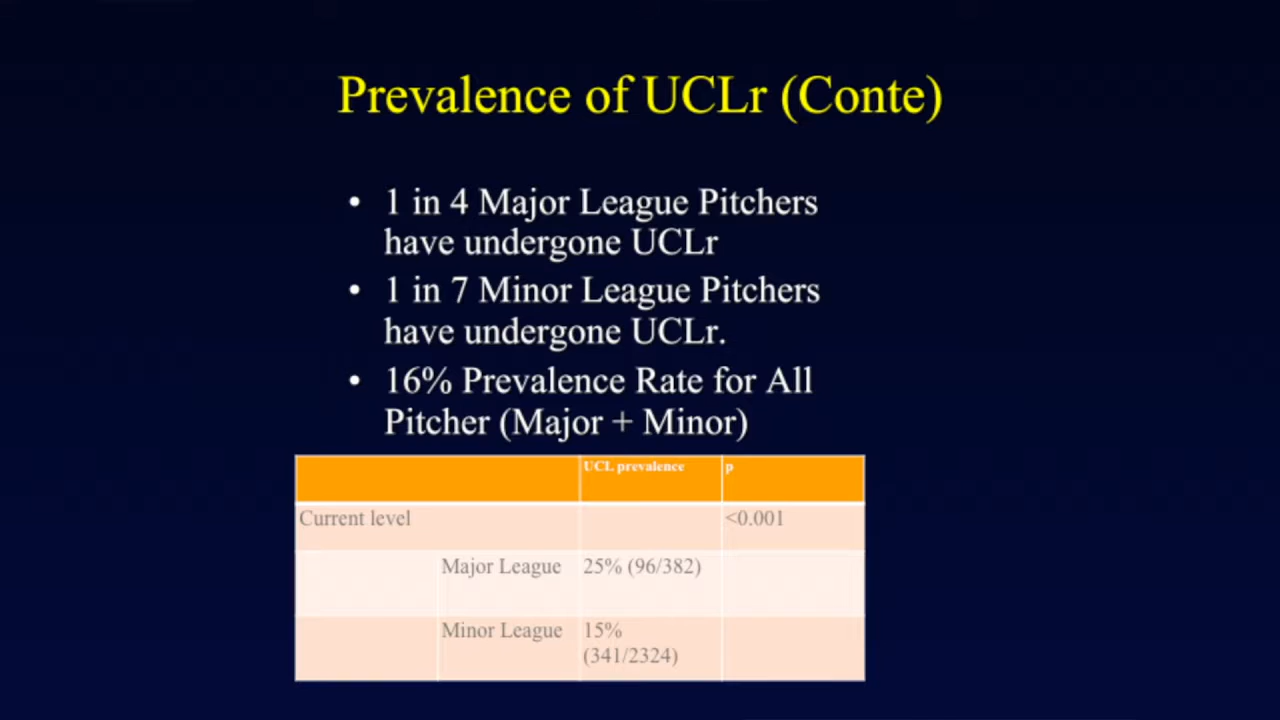 Prevalence of UCLr (Conte)
• 1 in 4 Major League Pitchers
have undergone UCLr
• 1 in 7 Minor League Pitchers
have undergone UCLr.
• 16% Prevalence Rate for All
Pitcher (Major + Minor)
UCL prevalence p
Current level <0.001
Major League 25% (96/382)
Minor League 15%
(341/2324)